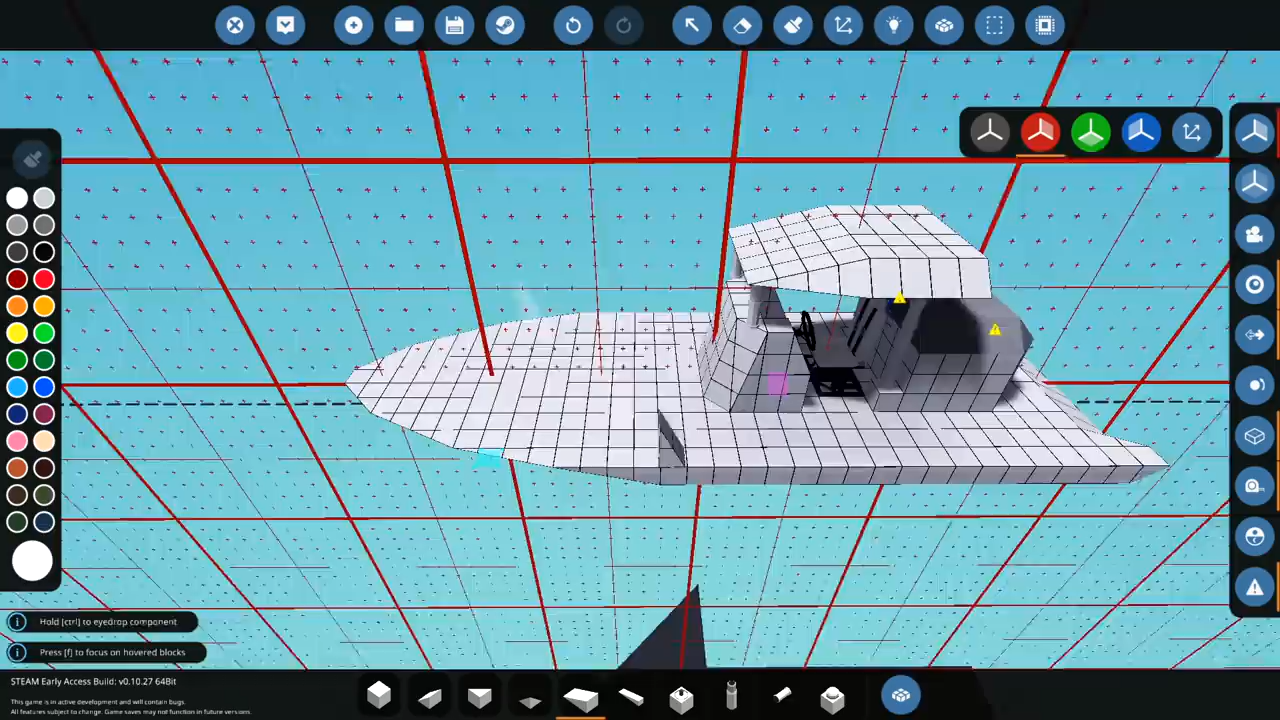 Hold [ctrl] to eyedrop component
Press [f] to focus on hovered blocks
STEAM Early Access Build: v0.10.27 64Bit
This game is in active development and will contain bugs.
All features subject to change. Game saves may not function in future versions.